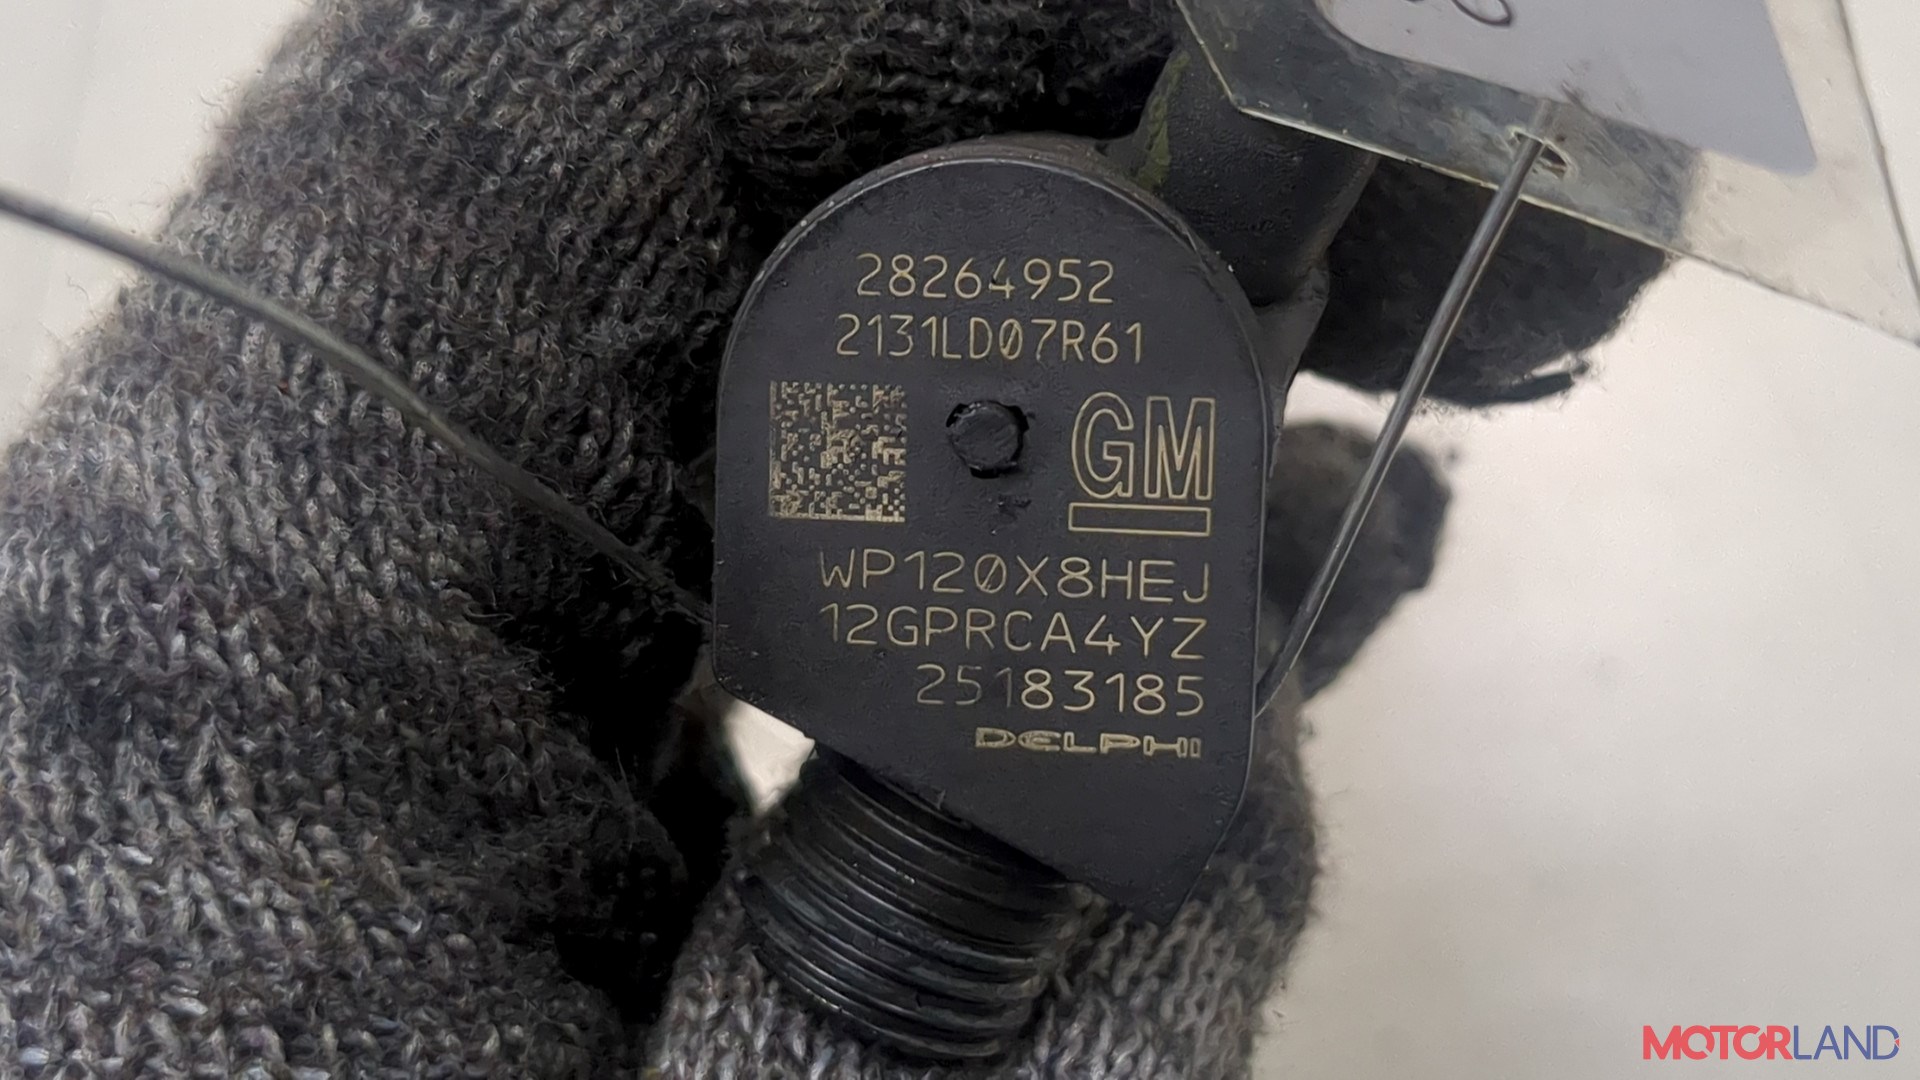 28264952
2131LD07R61
GM
WP120X8HEJ
12GPRCA4YZ
25183185
DELPHI
MOTORLAND